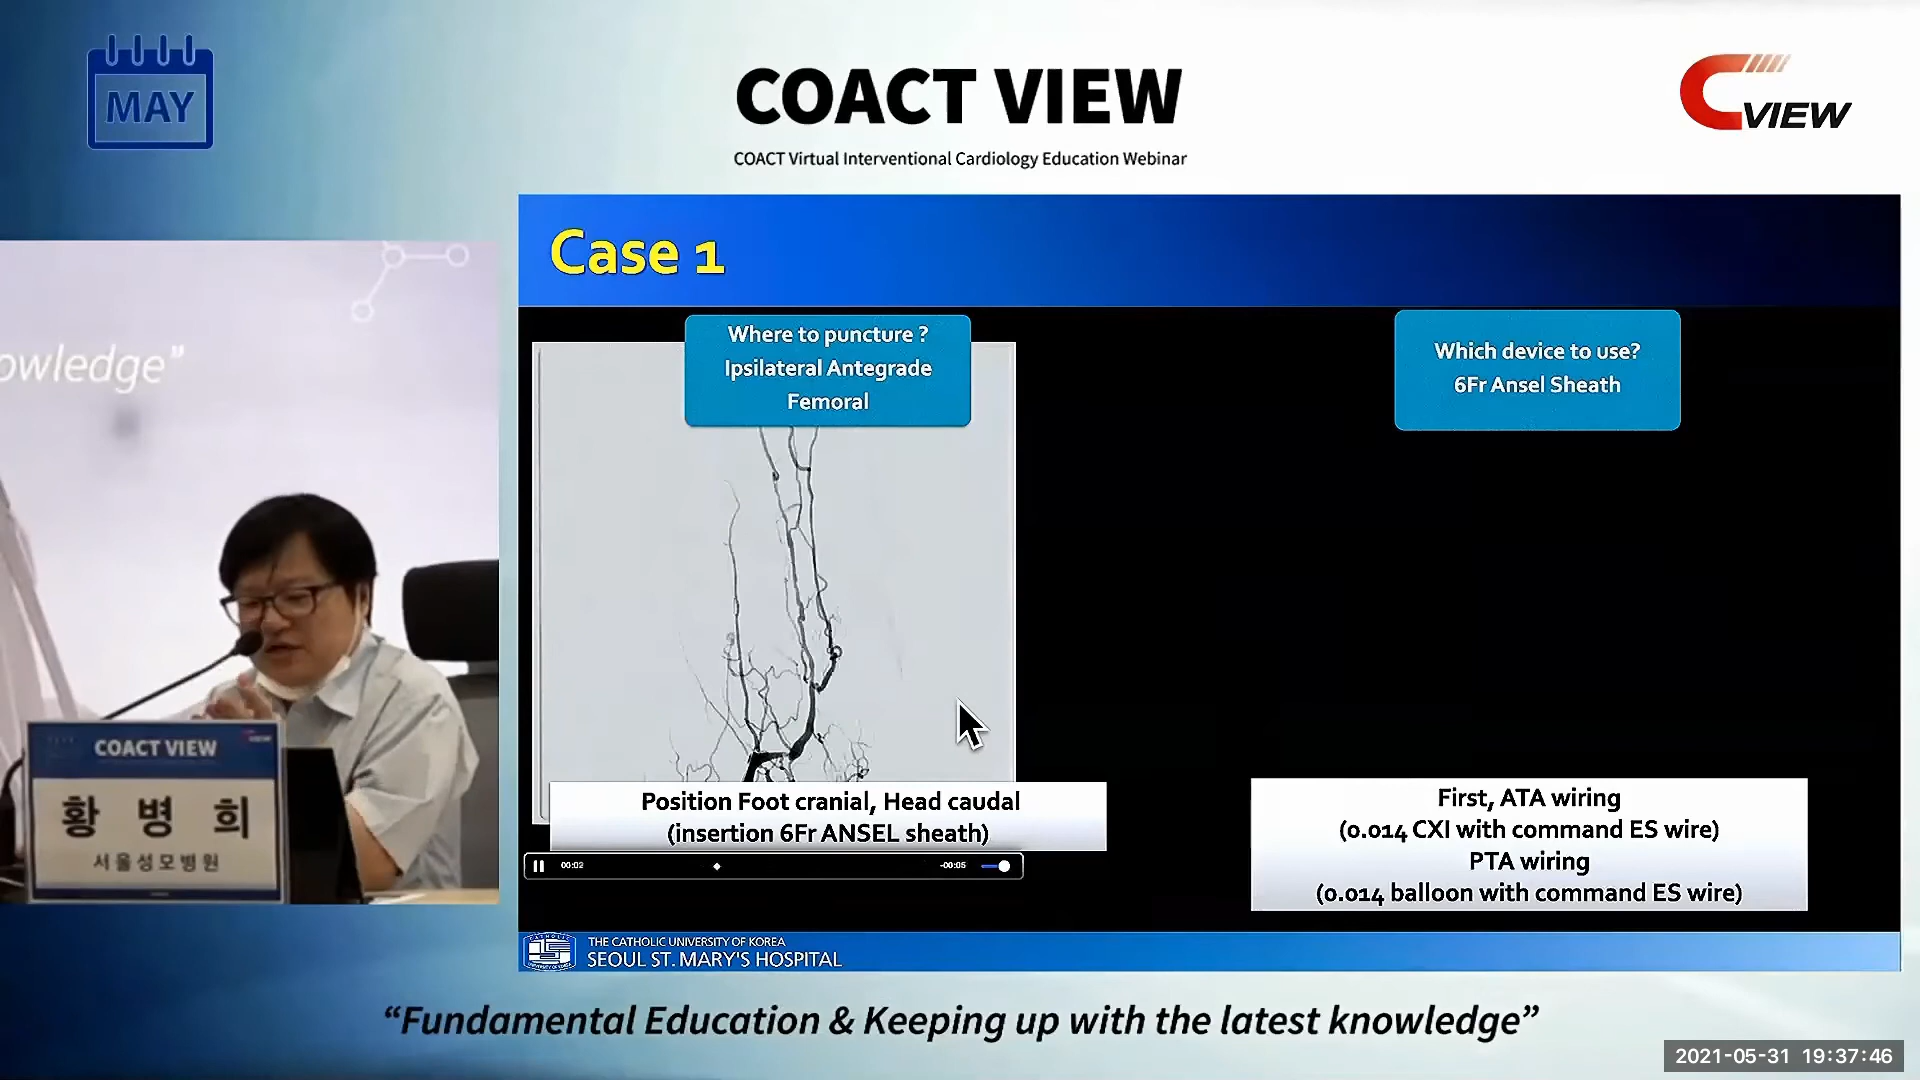 MAY
COACT VIEW
COACT Virtual Interventional Cardiology Education Webinar
VIEW
owledge”
COACT VIEW
황 병 희
서울성모병원
Case 1
Where to puncture ?
Ipsilateral Antegrade
Femoral
Which device to use?
6Fr Ansel Sheath
Position Foot cranial, Head caudal
(insertion 6Fr ANSEL sheath)
00:02
-00:05
First, ATA wiring
(0.014 CXI with command ES wire)
PTA wiring
(0.014 balloon with command ES wire)
THE CATHOLIC UNIVERSITY OF KOREA
SEOUL ST. MARY'S HOSPITAL
“Fundamental Education & Keeping up with the latest knowledge”
2021-05-31 19:37:46